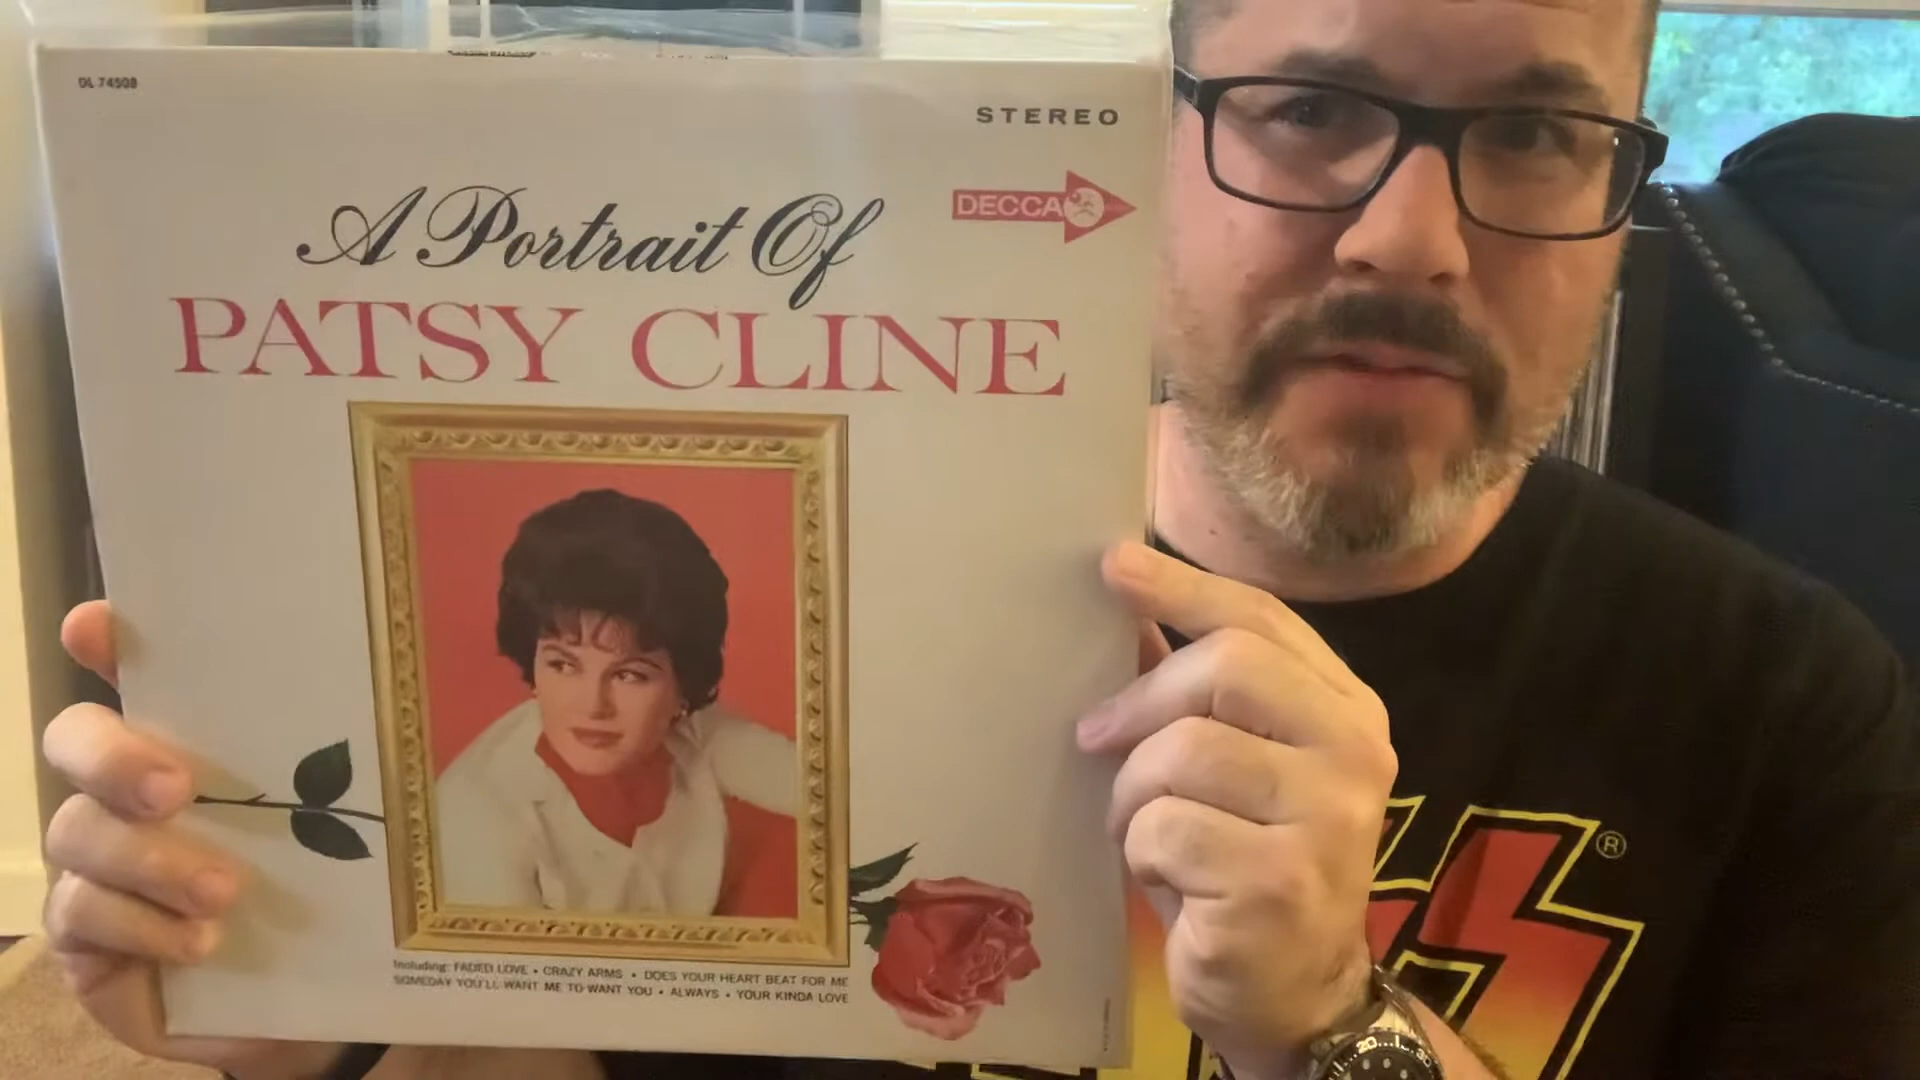 DL 74508
STEREO
DECCA
A Portrait Of
PATSY CLINE
Including: FADED LOVE • CRAZY ARMS • DOES YOUR HEART BEAT FOR ME
SOMEDAY YOU'LL WANT ME TO WANT YOU • ALWAYS • YOUR KINDA LOVE
®
20